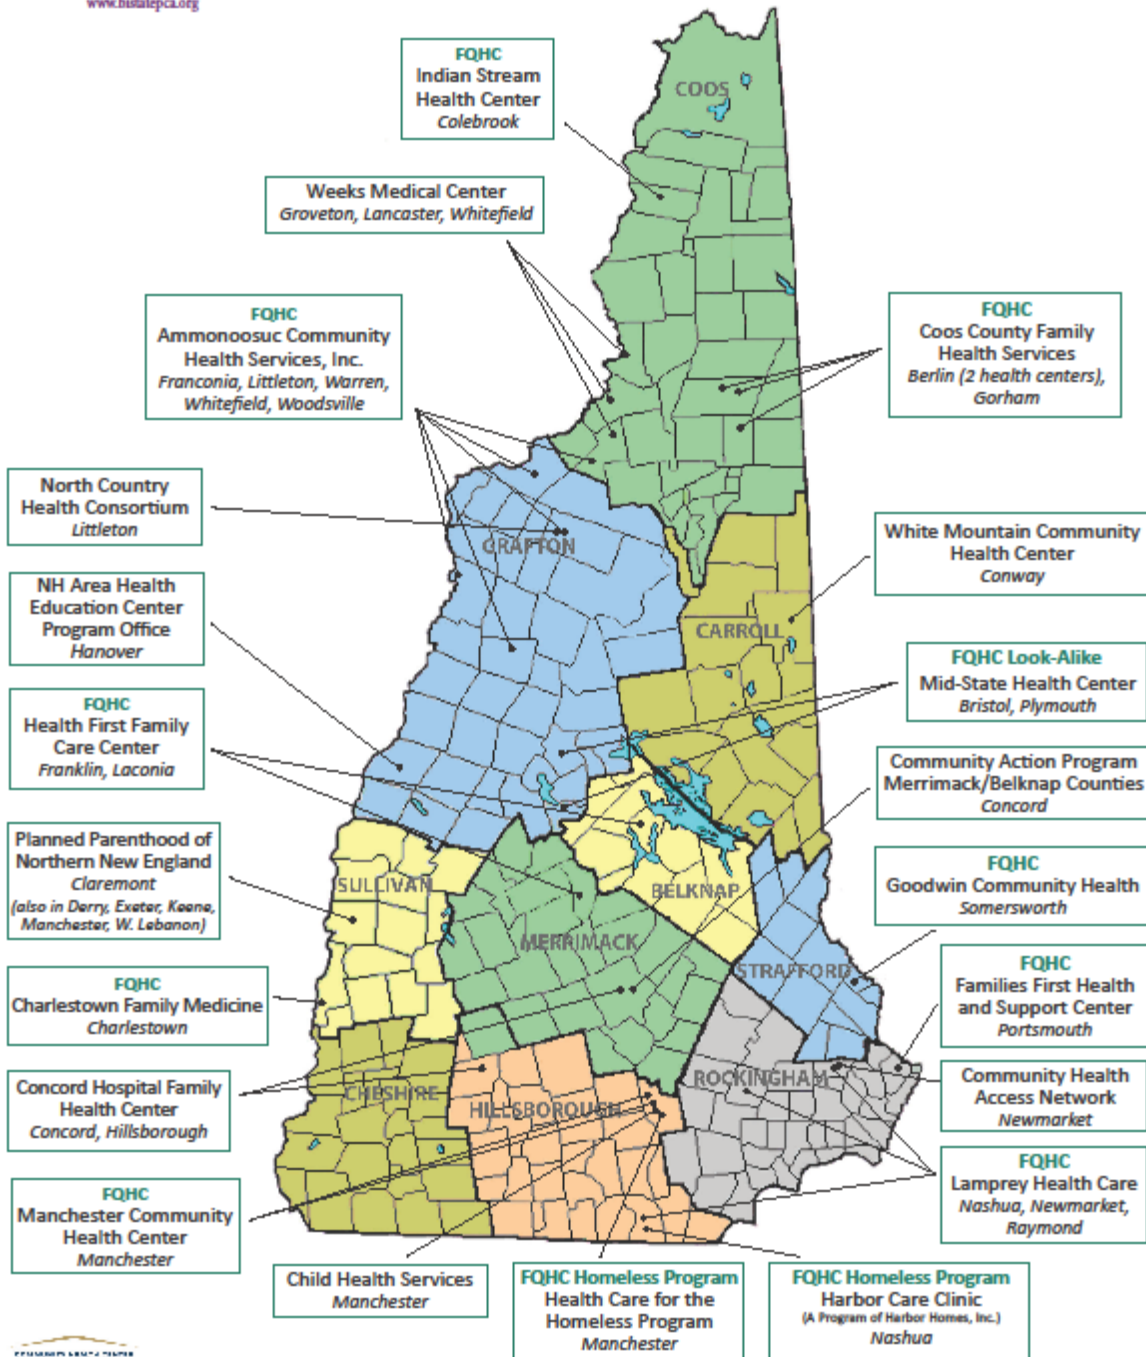 www.bistatepca.org
FQHC
Indian Stream
Health Center
Colebrook
COOS
Weeks Medical Center
Groveton, Lancaster, Whitefield
FQHC
Ammonoosuc Community
Health Services, Inc.
Franconia, Littleton, Warren,
Whitefield, Woodsville
FQHC
Coos County Family
Health Services
Berlin (2 health centers),
Gorham
North Country
Health Consortium
Littleton
GRAFTON
White Mountain Community
Health Center
Conway
NH Area Health
Education Center
Program Office
Hanover
CARROLL
FQHC Look-Alike
Mid-State Health Center
Bristol, Plymouth
FQHC
Health First Family
Care Center
Franklin, Laconia
Community Action Program
Merrimack/Belknap Counties
Concord
Planned Parenthood of
Northern New England
Claremont
(also in Derry, Exeter, Keene,
Manchester, W. Lebanon)
SULLIVAN
BELKNAP
FQHC
Goodwin Community Health
Somersworth
MERRIMACK
STRAFFORD
FQHC
Charlestown Family Medicine
Charlestown
FQHC
Families First Health
and Support Center
Portsmouth
Concord Hospital Family
Health Center
Concord, Hillsborough
CHESHIRE
HILLSBOROUGH
ROCKINGHAM
Community Health
Access Network
Newmarket
FQHC
Manchester Community
Health Center
Manchester
FQHC
Lamprey Health Care
Nashua, Newmarket,
Raymond
Child Health Services
Manchester
FQHC Homeless Program
Health Care for the
Homeless Program
Manchester
FQHC Homeless Program
Harbor Care Clinic
(A Program of Harbor Homes, Inc.)
Nashua